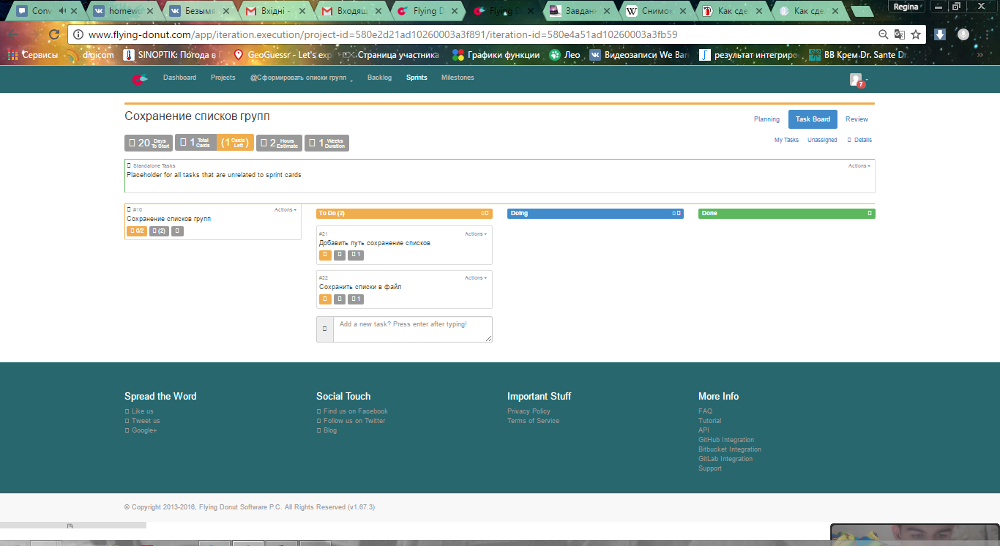 Conv
homewo
Безымя
Вхідні -
Входящ
Flying D
Flying D
Завдан
Снимок
Как сде
Как сде
Regina
www.flying-donut.com/app/iteration.execution/project-id=580e2d21ad10260003a3f891/iteration-id=580e4a51ad10260003a3fb59
Сервисы
digicom
SINOPTIK: Погода в Г
GeoGuessr - Let's exp
Страница участника
Графики функции
Лео
Видеозаписи We Bar
результат интегриро
BB Крем Dr. Sante Dr
Dashboard
Projects
@Сформировать списки групп
Backlog
Sprints
Milestones
7
Сохранение списков групп
Planning
Task Board
Review
20 Days To Start
1 Total Cards
(1 Cards Left)
2 Hours Estimate
1 Weeks Duration
My Tasks
Unassigned
Details
Standalone Tasks
Actions
Placeholder for all tasks that are unrelated to sprint cards
#10
Actions
Сохранение списков групп
0/2
(2)
To Do (2)
#21
Actions
Добавить путь сохранение списков
1
#22
Actions
Сохранить списки в файл
1
Add a new task? Press enter after typing!
Doing
Done
Spread the Word
Like us
Tweet us
Google+
Social Touch
Find us on Facebook
Follow us on Twitter
Blog
Important Stuff
Privacy Policy
Terms of Service
More Info
FAQ
Tutorial
API
GitHub Integration
Bitbucket Integration
GitLab Integration
Support
© Copyright 2013-2016, Flying Donut Software P.C. All Rights Reserved (v1.67.3)